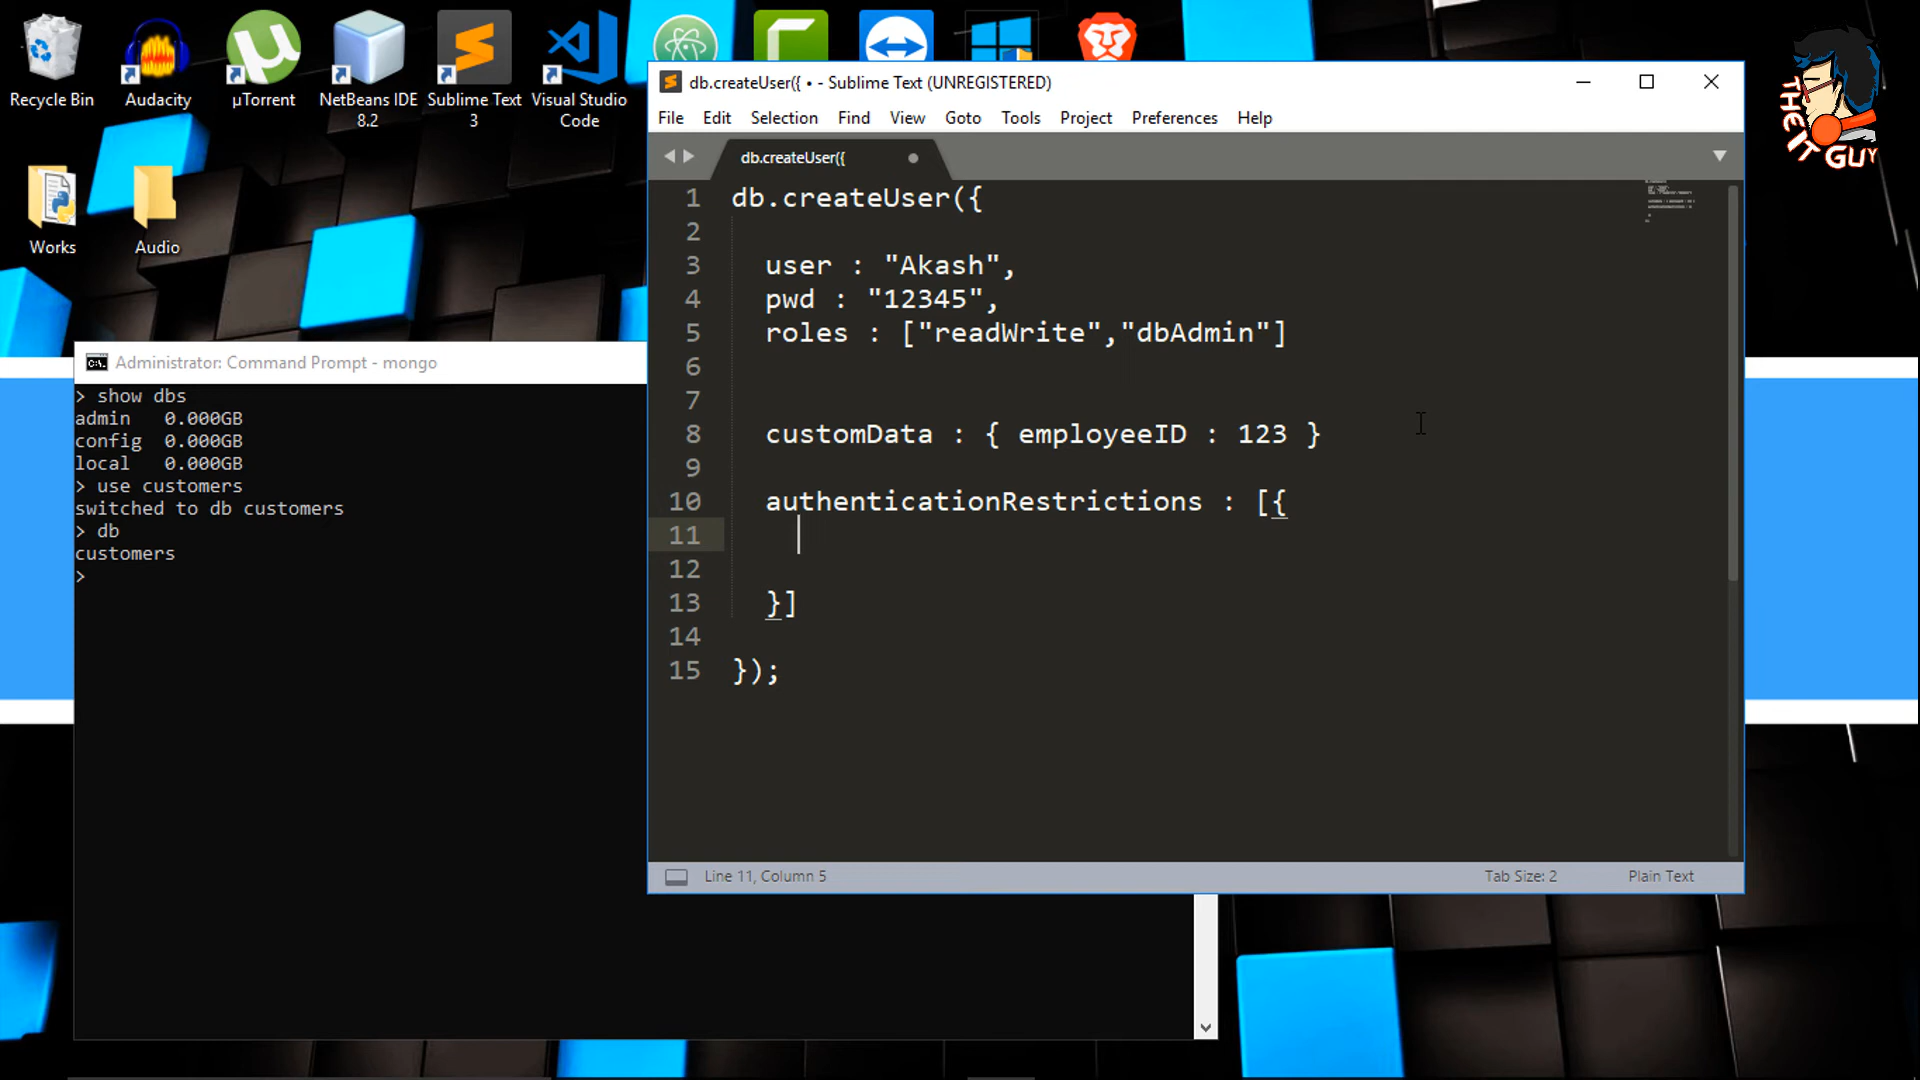 Recycle Bin
Audacity
µTorrent
NetBeans IDE
8.2
Sublime Text
3
Visual Studio
Code
Works
Audio
THE IT GUY
db.createUser({ • - Sublime Text (UNREGISTERED)
File Edit Selection Find View Goto Tools Project Preferences Help
db.createUser({
1 db.createUser({
2
3 user : "Akash",
4 pwd : "12345",
5 roles : ["readWrite","dbAdmin"]
6
7
8 customData : { employeeID : 123 }
9
10 authenticationRestrictions : [{
11
12
13 }]
14
15 });
Line 11, Column 5
Tab Size: 2
Plain Text
Administrator: Command Prompt - mongo
> show dbs
admin 0.000GB
config 0.000GB
local 0.000GB
> use customers
switched to db customers
> db
customers
>